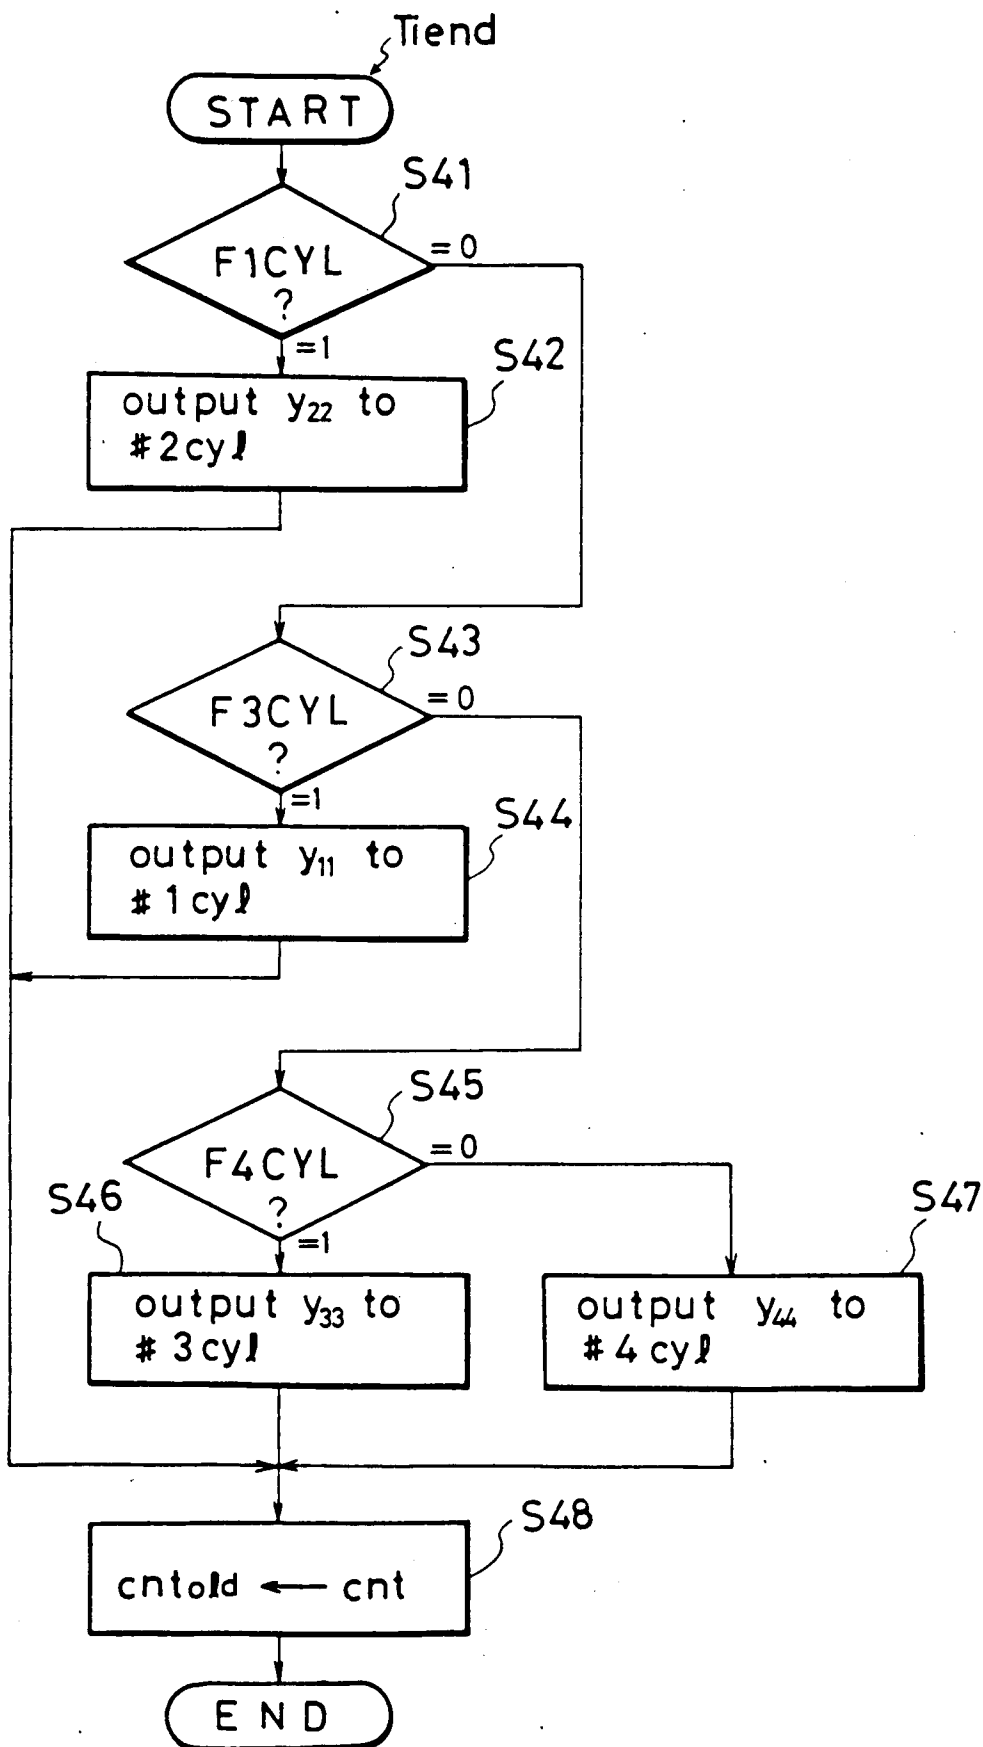 Tiend
START
S41
F1CYL
?
=0
=1
S42
output y22 to
#2cyl
S43
F3CYL
?
=0
=1
S44
output y11 to
#1cyl
S45
F4CYL
?
=0
=1
S46
output y33 to
#3cyl
S47
output y44 to
#4cyl
S48
cntold ← cnt
END